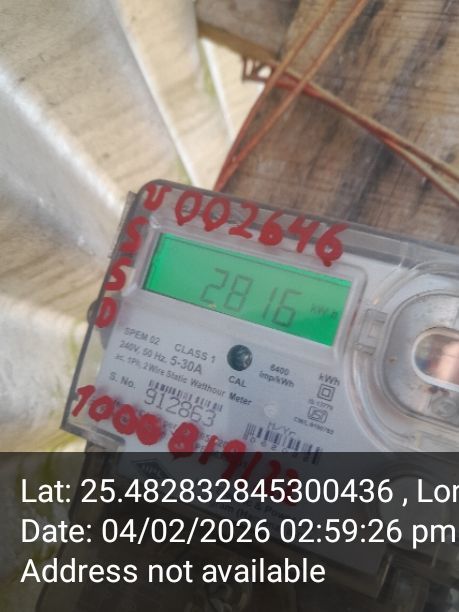 U002646
S
S
D
2816 kWh
SPEM 02 CLASS 1
240V, 50 Hz. 5-30A
ac, 1Ph, 2Wire Static Watthour Meter
CAL
6400
imp/kWh
kWh
S. No.
912863
Lat: 25.482832845300436 , Lon
Date: 04/02/2026 02:59:26 pm
Address not available